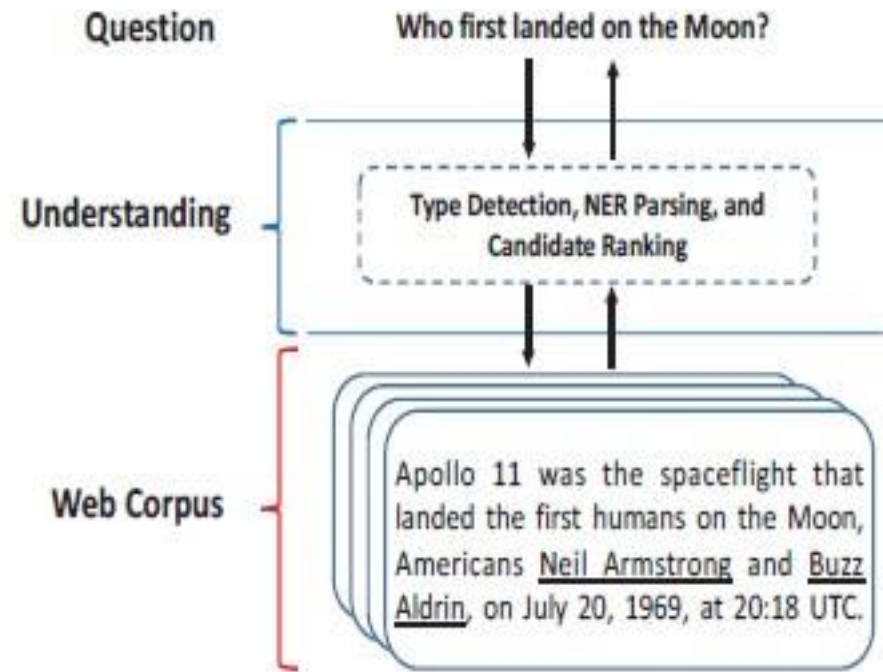 Question
Who first landed on the Moon?
Understanding
Type Detection, NER Parsing, and
Candidate Ranking
Web Corpus
Apollo 11 was the spaceflight that
landed the first humans on the Moon,
Americans Neil Armstrong and Buzz
Aldrin, on July 20, 1969, at 20:18 UTC.